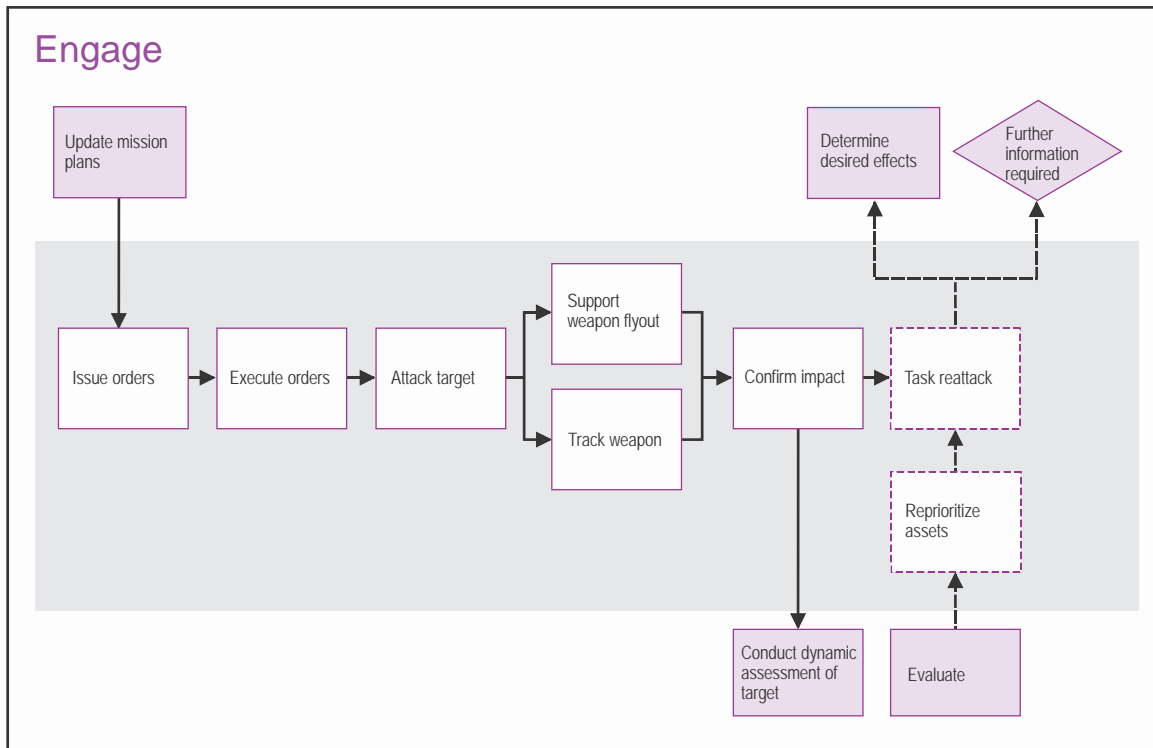 Engage
Update mission
plans
Determine
desired effects
Further
information
required
Issue orders
Execute orders
Attack target
Support
weapon flyout
Track weapon
Confirm impact
Task reattack
Reprioritize
assets
Conduct dynamic
assessment of
target
Evaluate